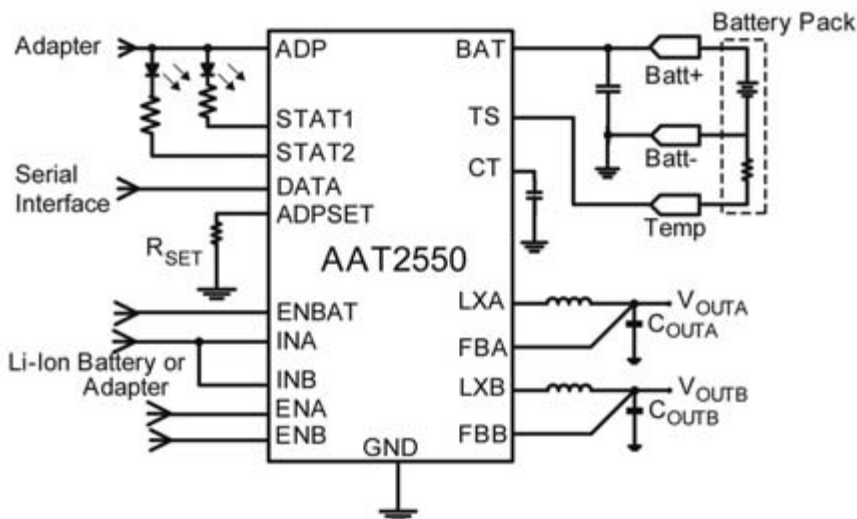 Battery Pack
Adapter
ADP
BAT
Batt+
STAT1
TS
STAT2
Batt-
CT
Serial
Interface
DATA
ADPSET
Temp
RSET
AAT2550
ENBAT
LXA
VOUTA
COUTA
INA
FBA
Li-Ion Battery or
Adapter
INB
LXB
VOUTB
COUTB
ENA
ENB
FBB
GND